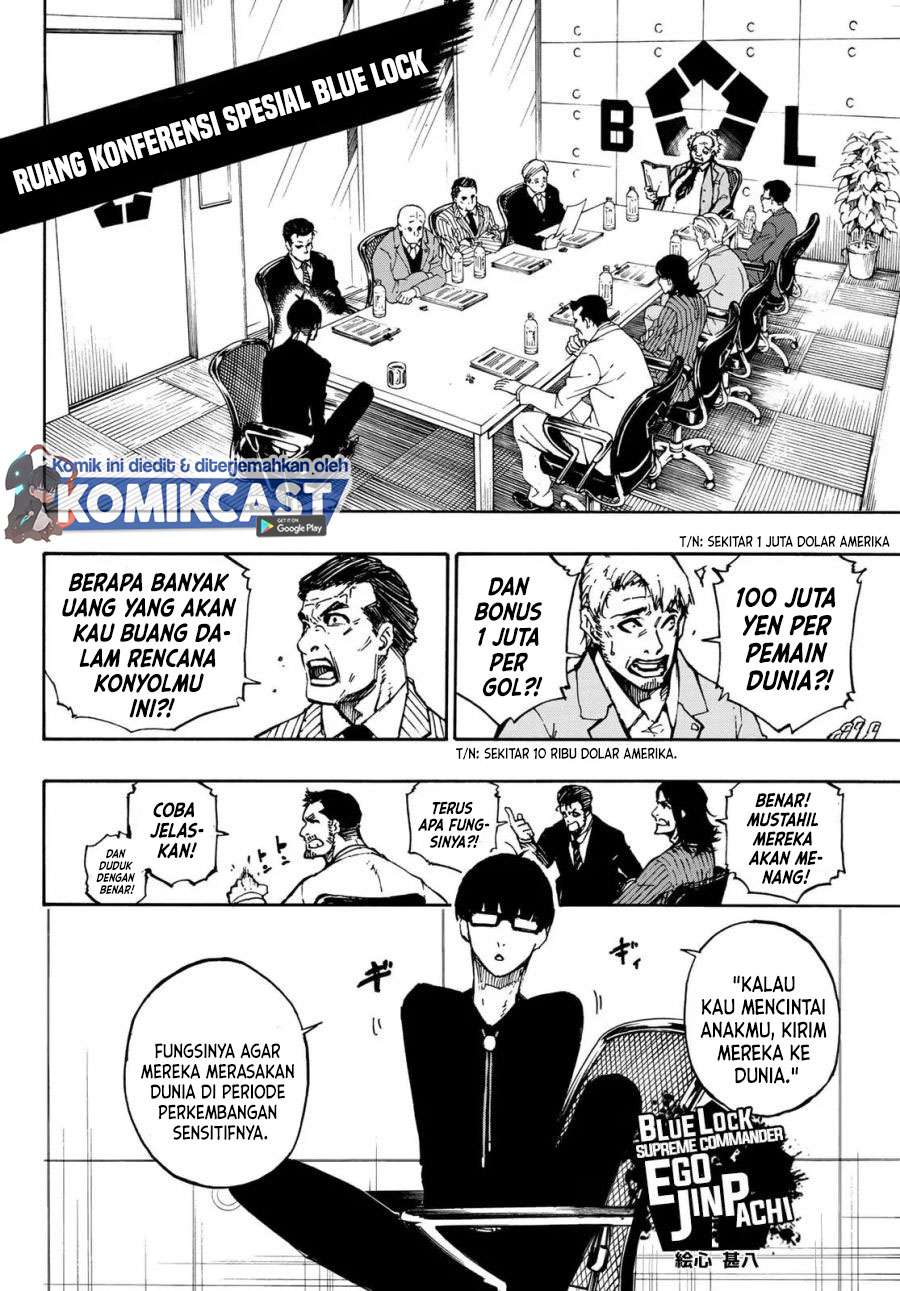 RUANG KONFERENSI SPESIAL BLUE LOCK
B L
Komik ini diedit & diterjemahkan oleh
KOMIKCAST
GET IT ON
Google Play
T/N: SEKITAR 1 JUTA DOLAR AMERIKA
100 JUTA
YEN PER
PEMAIN
DUNIA?!
DAN
BONUS
1 JUTA
PER
GOL?!
T/N: SEKITAR 10 RIBU DOLAR AMERIKA.
BERAPA BANYAK
UANG YANG AKAN
KAU BUANG DA-
LAM RENCANA
KONYOLMU
INI?!
BENAR!
MUSTAHIL
MEREKA
AKAN ME-
NANG!
TERUS
APA FUNG-
SINYA?!
COBA
JELAS-
KAN!
DAN
DUDUK
DENGAN
BENAR!
ギィ
ギ
"KALAU
KAU MENCINTAI
ANAKMU, KIRIM
MEREKA KE
DUNIA."
FUNGSINYA AGAR
MEREKA MERASAKAN
DUNIA DI PERIODE
PERKEMBANGAN
SENSITIFNYA.
BLUE LOCK
SUPREME COMMANDER
EGO
JINPACHI
絵心 甚八